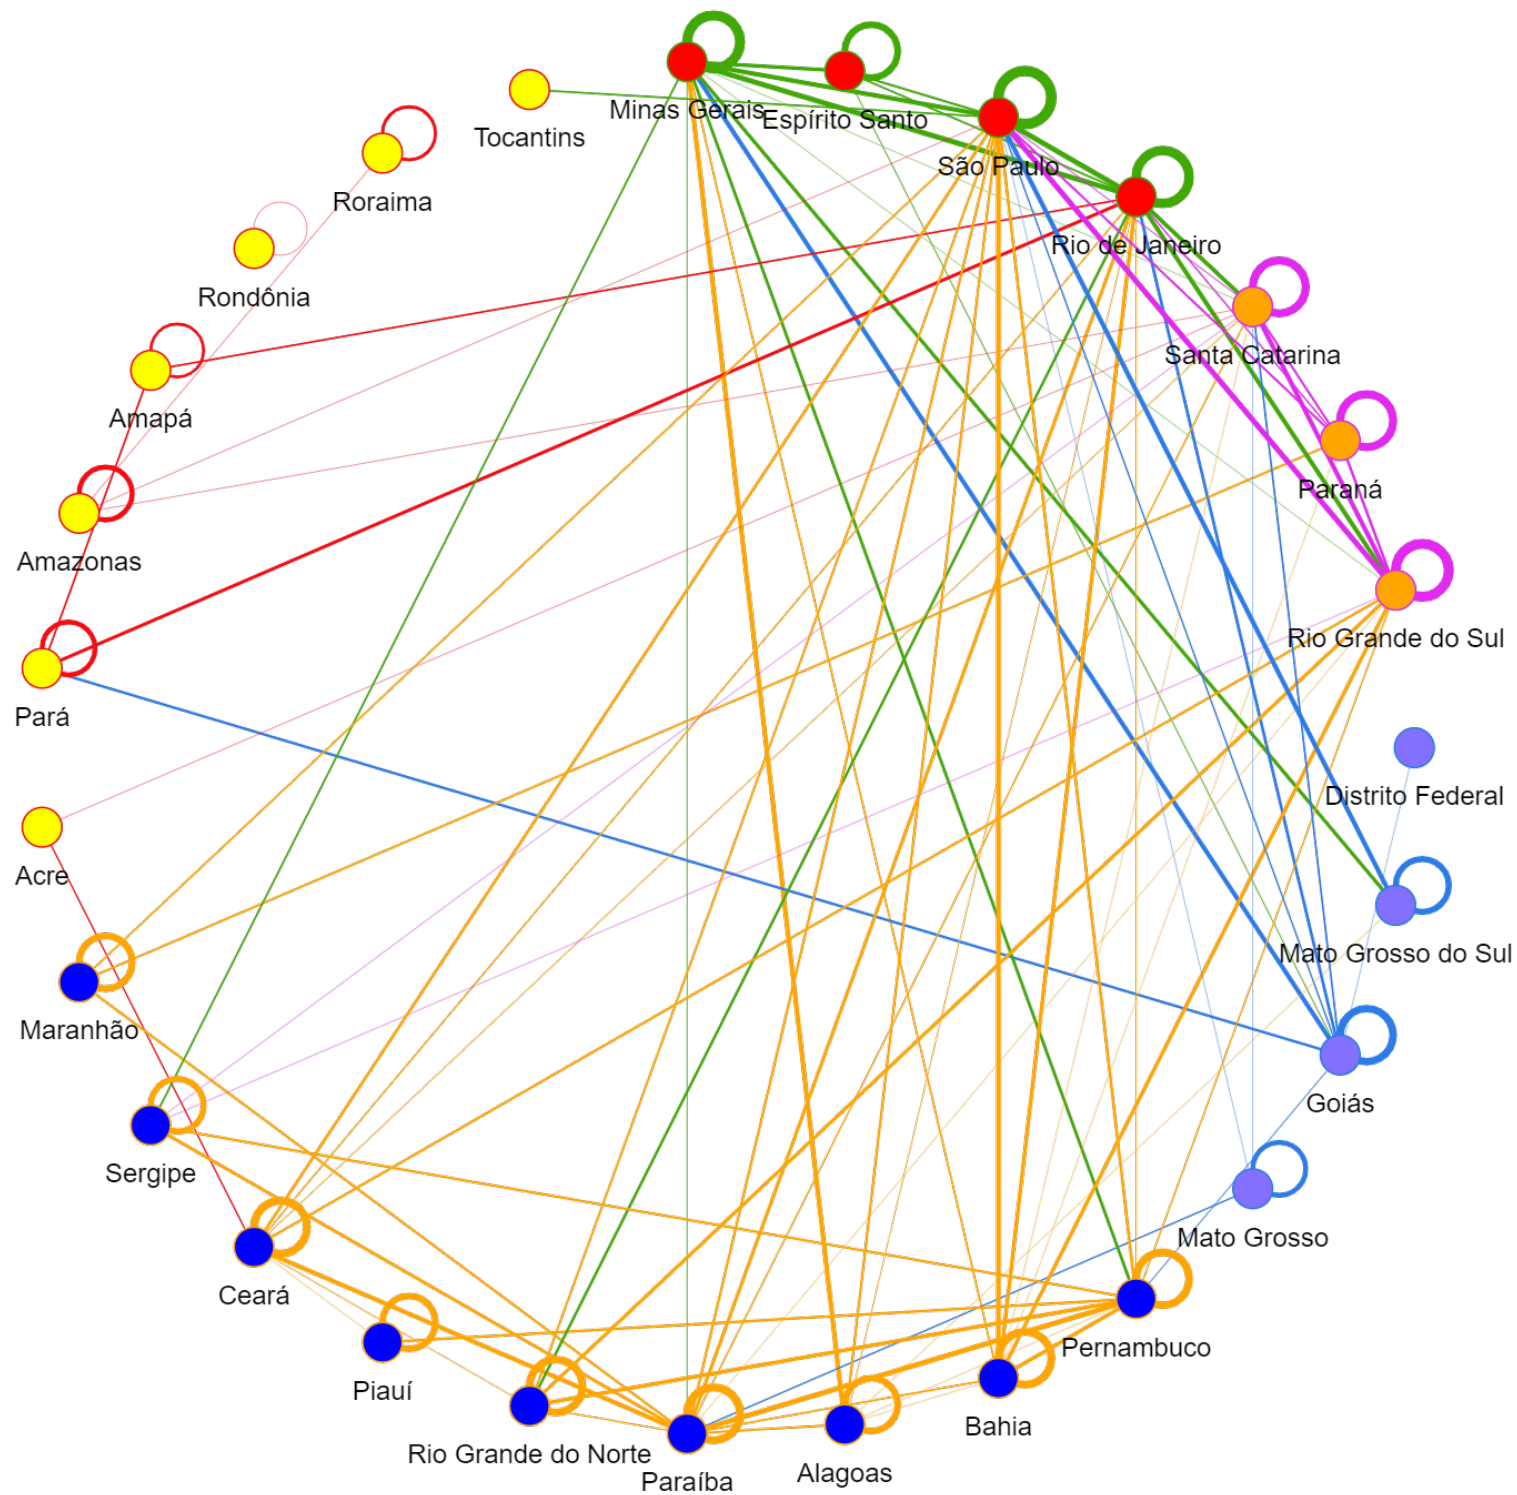 Minas Gerais
Espírito Santo
Tocantins
São Paulo
Roraima
Rio de Janeiro
Rondônia
Santa Catarina
Amapá
Paraná
Amazonas
Rio Grande do Sul
Pará
Distrito Federal
Acre
Mato Grosso do Sul
Maranhão
Goiás
Sergipe
Mato Grosso
Ceará
Pernambuco
Piauí
Bahia
Rio Grande do Norte
Alagoas
Paraíba